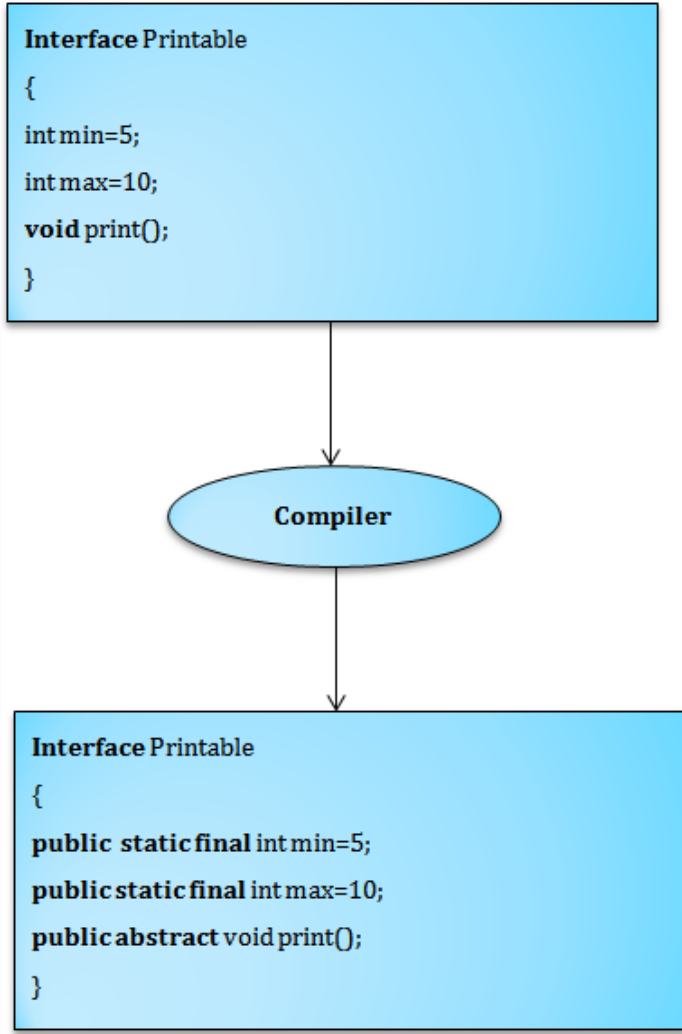 Interface Printable
{
int min=5;
int max=10;
void print();
}
Compiler
Interface Printable
{
public static final int min=5;
public static final int max=10;
public abstract void print();
}